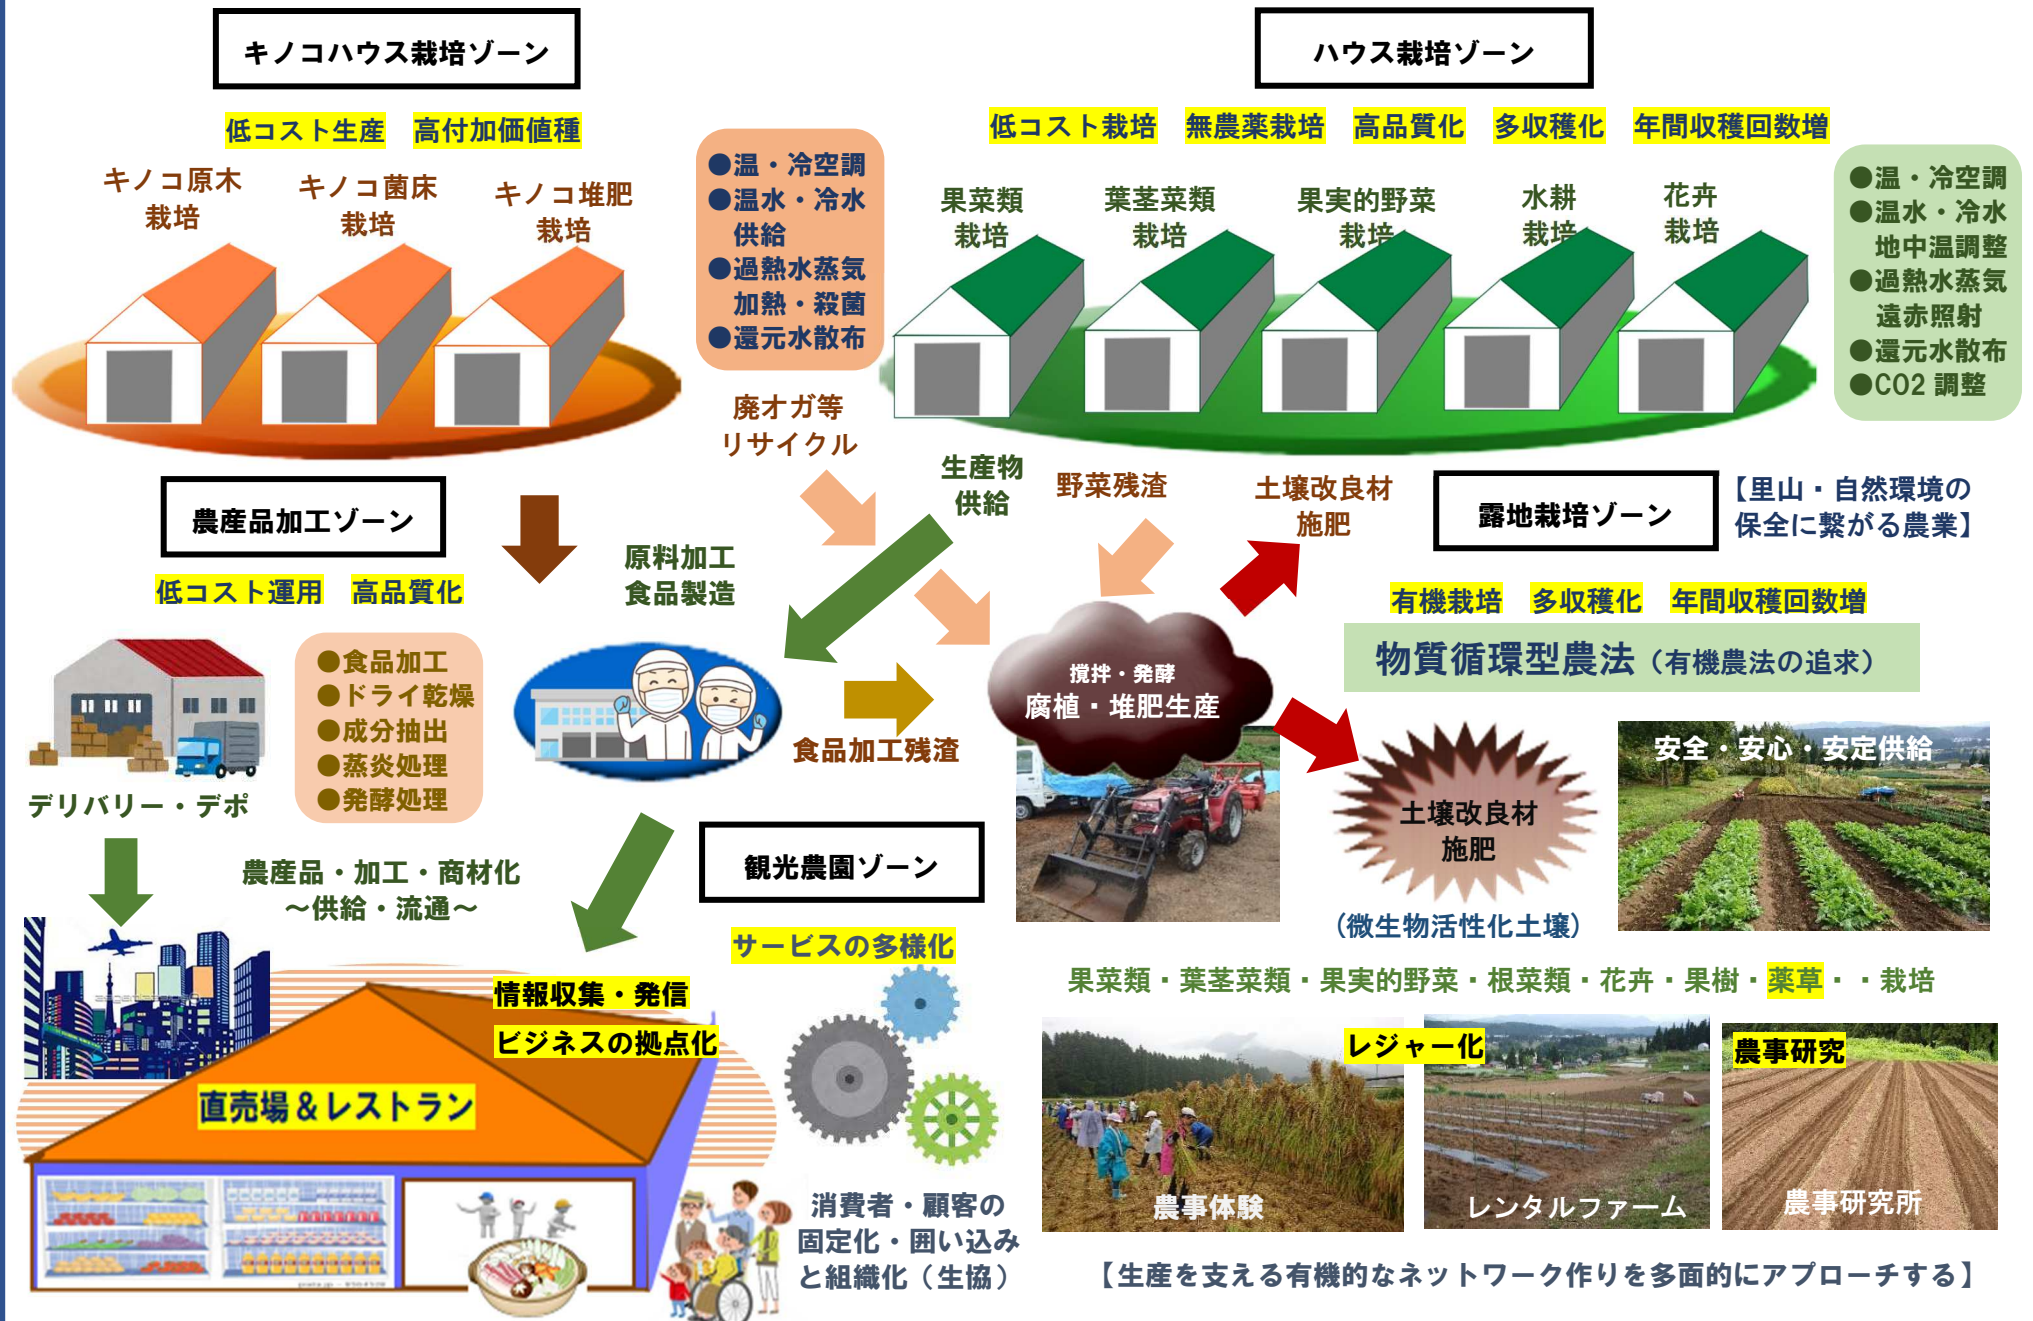 キノコハウス栽培ゾーン
低コスト生産　高付加価値種
キノコ原木
栽培
キノコ菌床
栽培
キノコ堆肥
栽培
●温・冷空調
●温水・冷水
供給
●過熱水蒸気
加熱・殺菌
●還元水散布
ハウス栽培ゾーン
低コスト栽培　無農薬栽培　高品質化　多収穫化　年間収穫回数増
果菜類
栽培
葉茎菜類
栽培
果実的野菜
栽培
水耕
栽培
花卉
栽培
●温・冷空調
●温水・冷水
地中温調整
●過熱水蒸気
遠赤照射
●還元水散布
●CO2 調整
廃オガ等
リサイクル
生産物
供給
野菜残渣
土壌改良材
施肥
農産品加工ゾーン
低コスト運用　高品質化
原料加工
食品製造
●食品加工
●ドライ乾燥
●成分抽出
●蒸炎処理
●発酵処理
デリバリー・デポ
食品加工残渣
撹拌・発酵
腐植・堆肥生産
露地栽培ゾーン
【里山・自然環境の
保全に繋がる農業】
有機栽培　多収穫化　年間収穫回数増
物質循環型農法（有機農法の追求）
土壌改良材
施肥
（微生物活性化土壌）
安全・安心・安定供給
農産品・加工・商材化
～供給・流通～
観光農園ゾーン
サービスの多様化
情報収集・発信
ビジネスの拠点化
直売場＆レストラン
消費者・顧客の
固定化・囲い込み
と組織化（生協）
果菜類・葉茎菜類・果実的野菜・根菜類・花卉・果樹・薬草・・栽培
レジャー化
農事研究
農事体験
レンタルファーム
農事研究所
【生産を支える有機的なネットワーク作りを多面的にアプローチする】